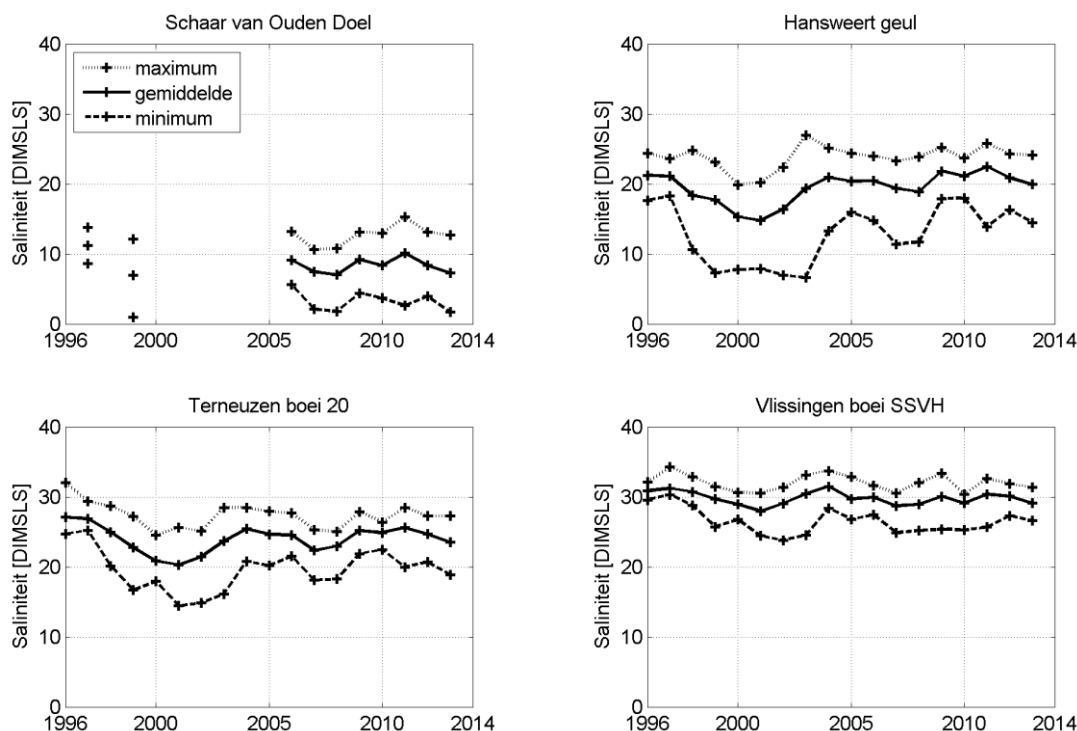 Schaar van Ouden Doel
40
30
20
10
0
Saliniteit [DIMSLS]
maximum
gemiddelde
minimum
1996 2000 2005 2010 2014
Hansweert geul
40
30
20
10
0
Saliniteit [DIMSLS]
1996 2000 2005 2010 2014
Terneuzen boei 20
40
30
20
10
0
Saliniteit [DIMSLS]
1996 2000 2005 2010 2014
Vlissingen boei SSVH
40
30
20
10
0
Saliniteit [DIMSLS]
1996 2000 2005 2010 2014